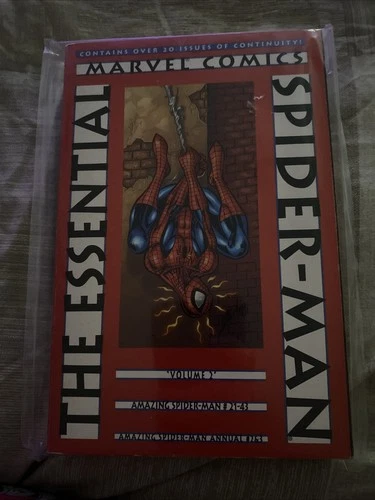 CONTAINS OVER 20 ISSUES OF CONTINUITY!
MARVEL COMICS
THE ESSENTIAL
SPIDER-MAN
"VOLUME 2"
AMAZING SPIDER-MAN #21-43
AMAZING SPIDER-MAN ANNUAL #2&3